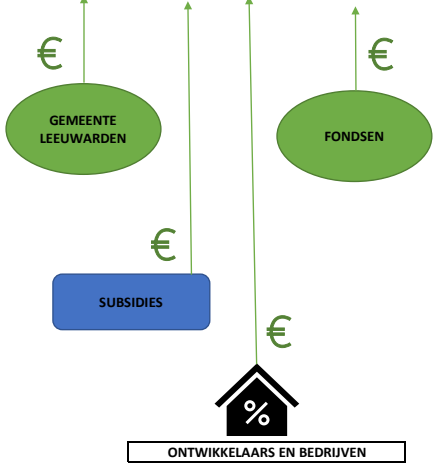 €
€
GEMEENTE
LEEUWARDEN
FONDSEN
€
SUBSIDIES
€
%
ONTWIKKELAARS EN BEDRIJVEN